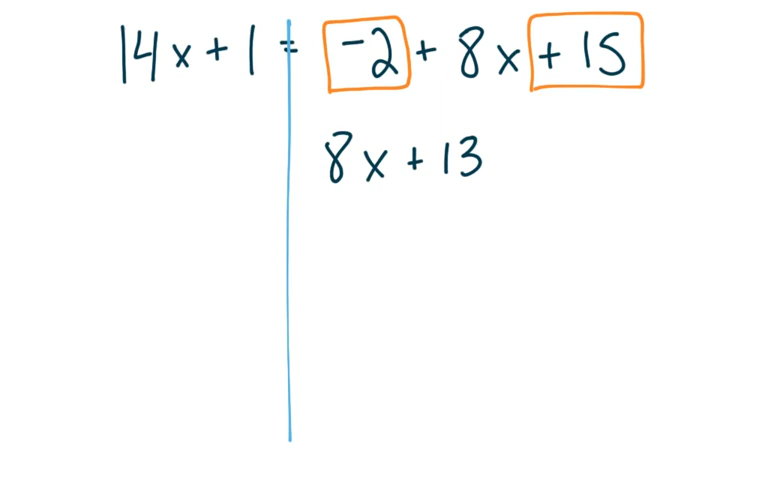 14x + 1 = -2 + 8x + 15
8x + 13